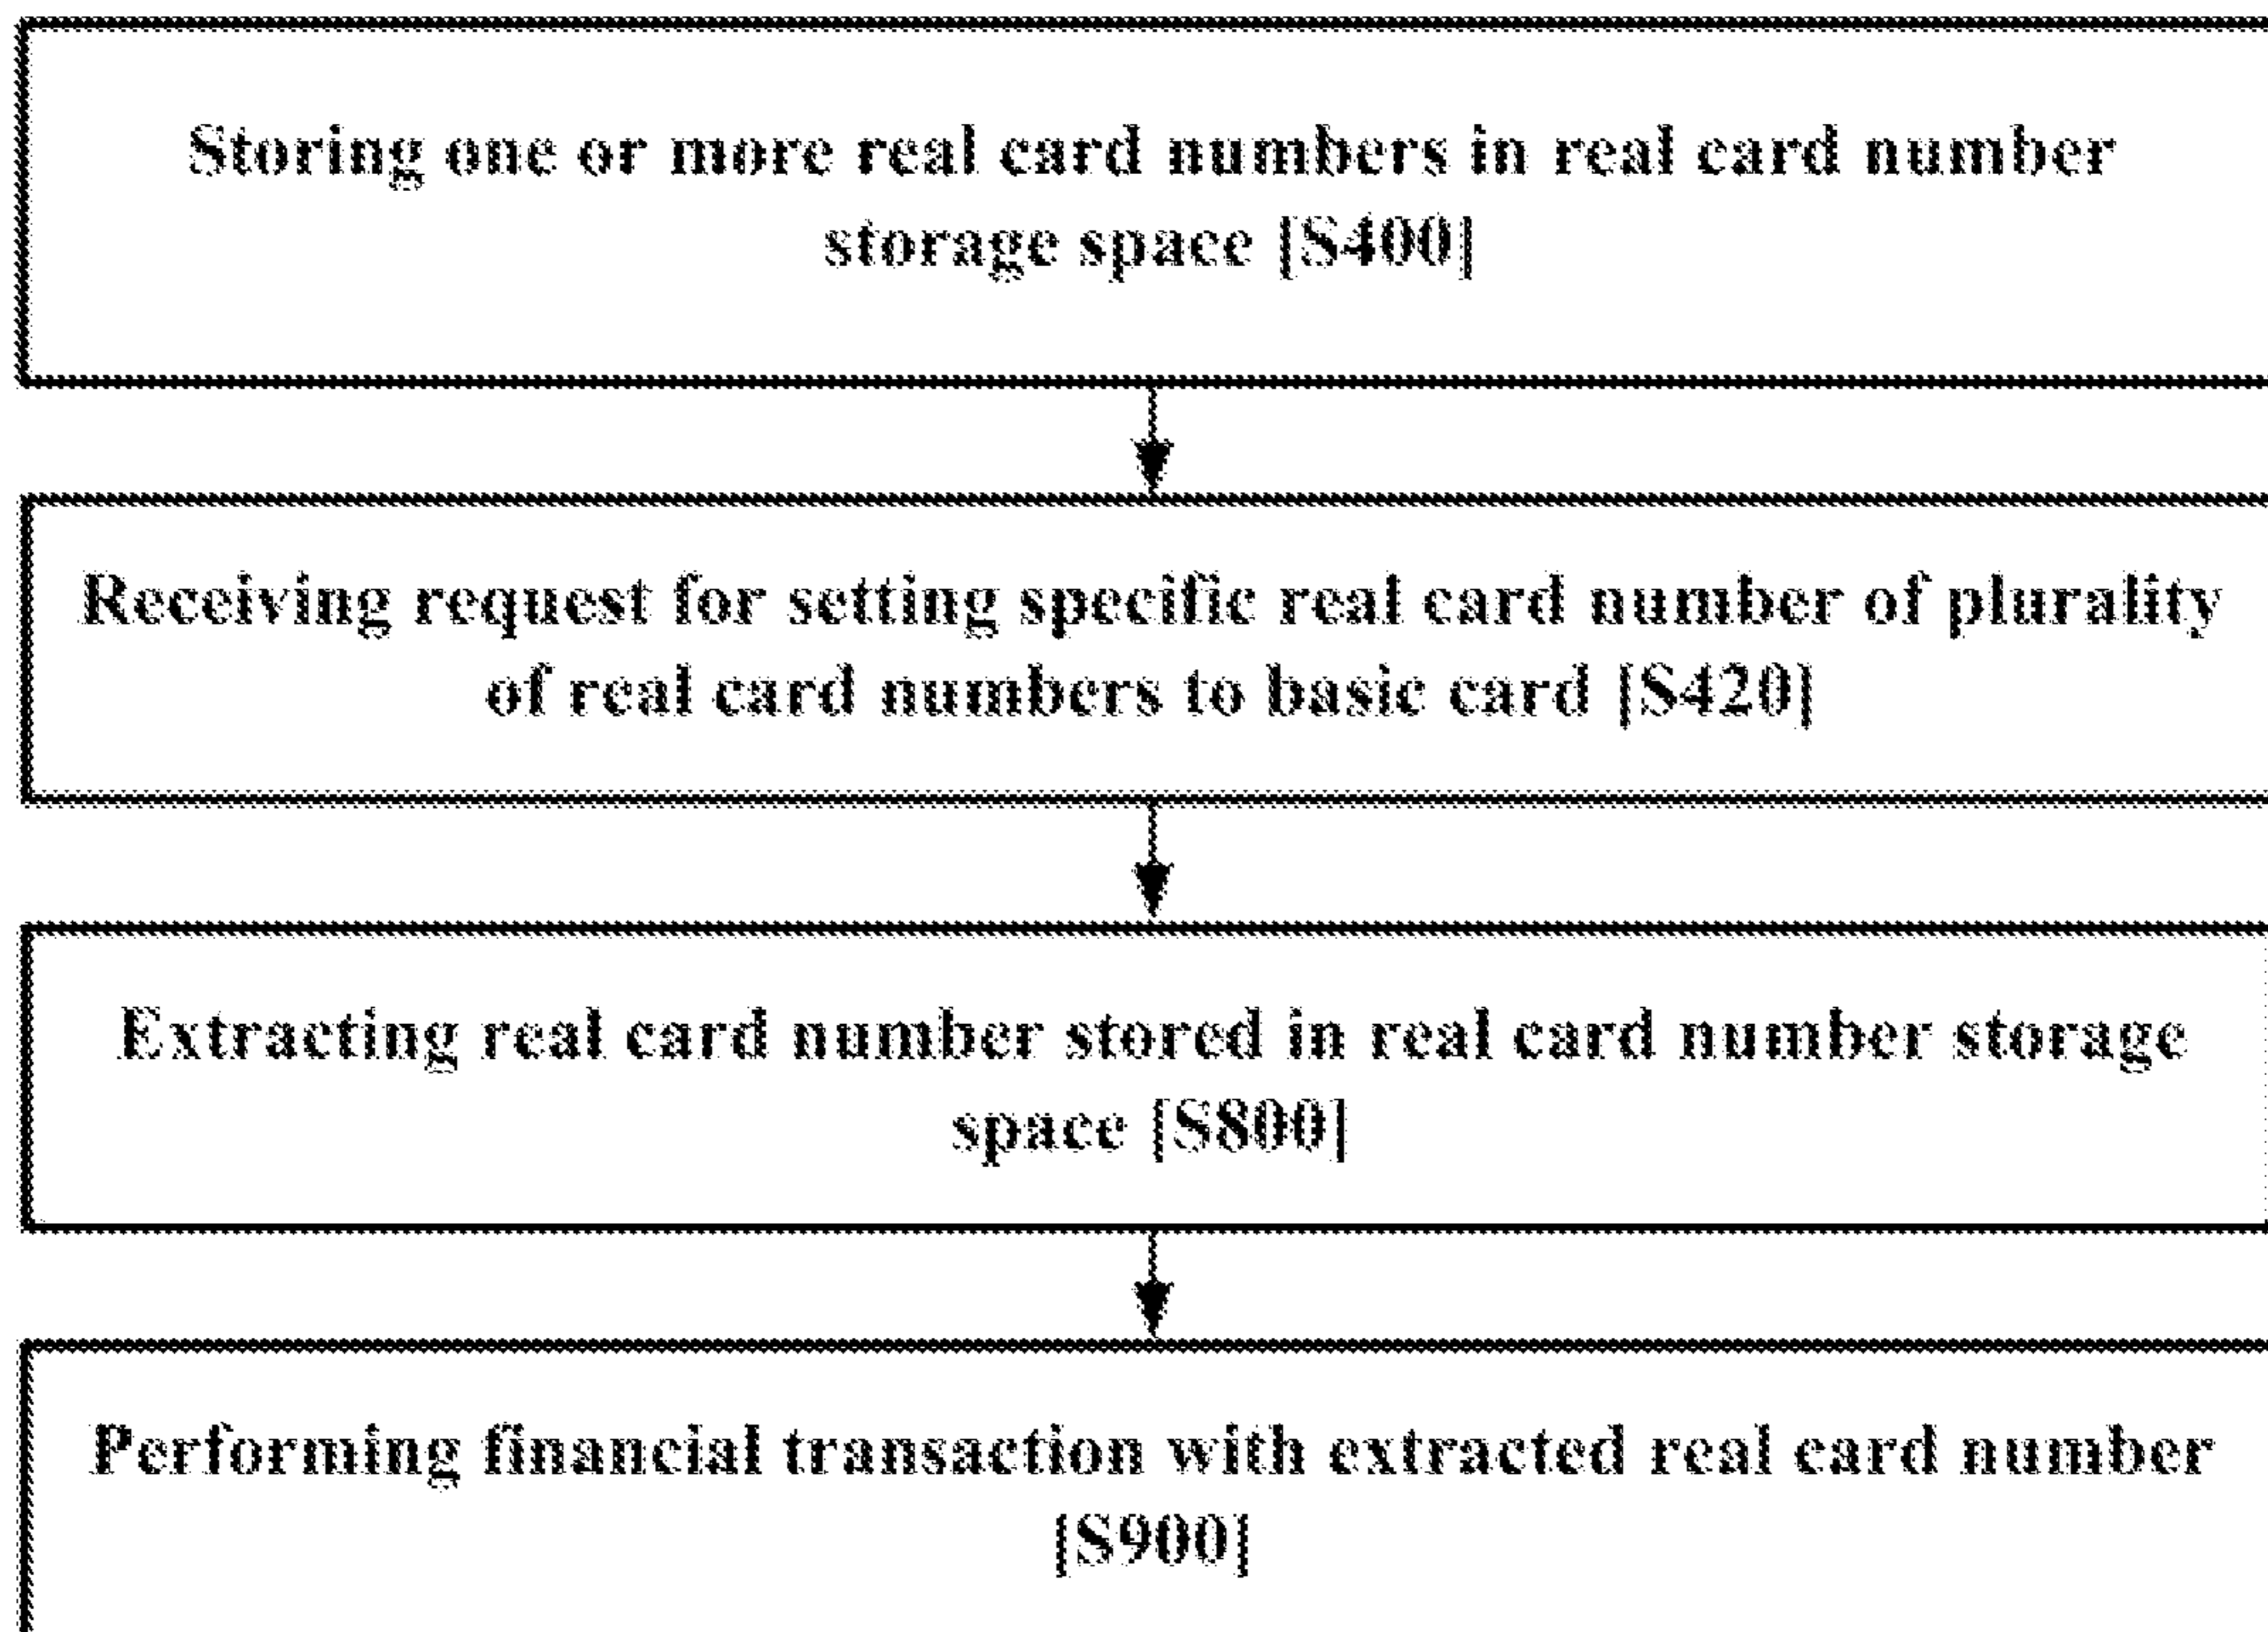 Storing one or more real card numbers in real card number
storage space [S400]
Receiving request for setting specific real card number of plurality
of real card numbers to basic card [S420]
Extracting real card number stored in real card number storage
space [S800]
Performing financial transaction with extracted real card number
[S900]